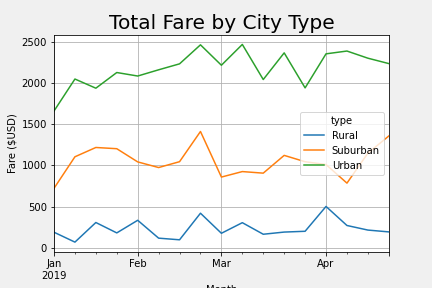 Total Fare by City Type
Fare ($USD)
2500
2000
1500
1000
500
0
type
Rural
Suburban
Urban
Jan
2019
Feb
Mar
Apr
Month